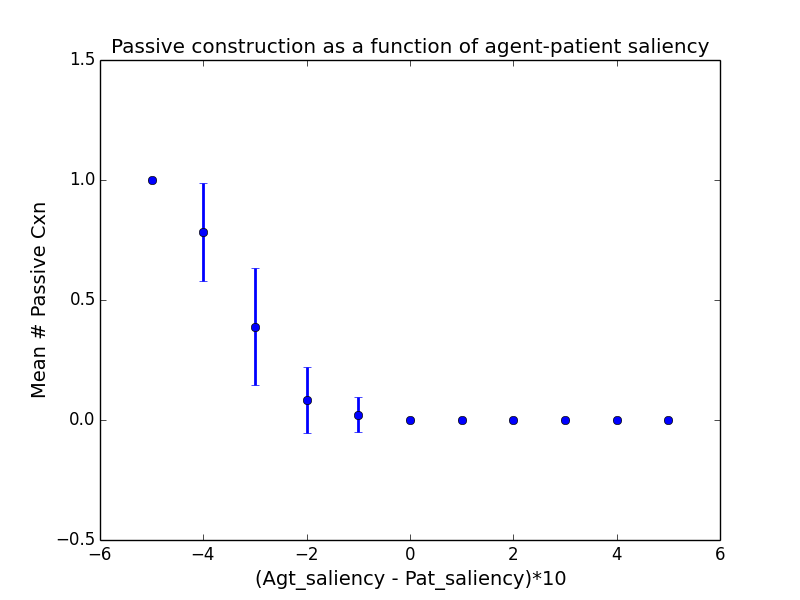 Passive construction as a function of agent-patient saliency
1.5
1.0
0.5
0.0
−0.5
Mean # Passive Cxn
−6 −4 −2 0 2 4 6
(Agt_saliency - Pat_saliency)*10